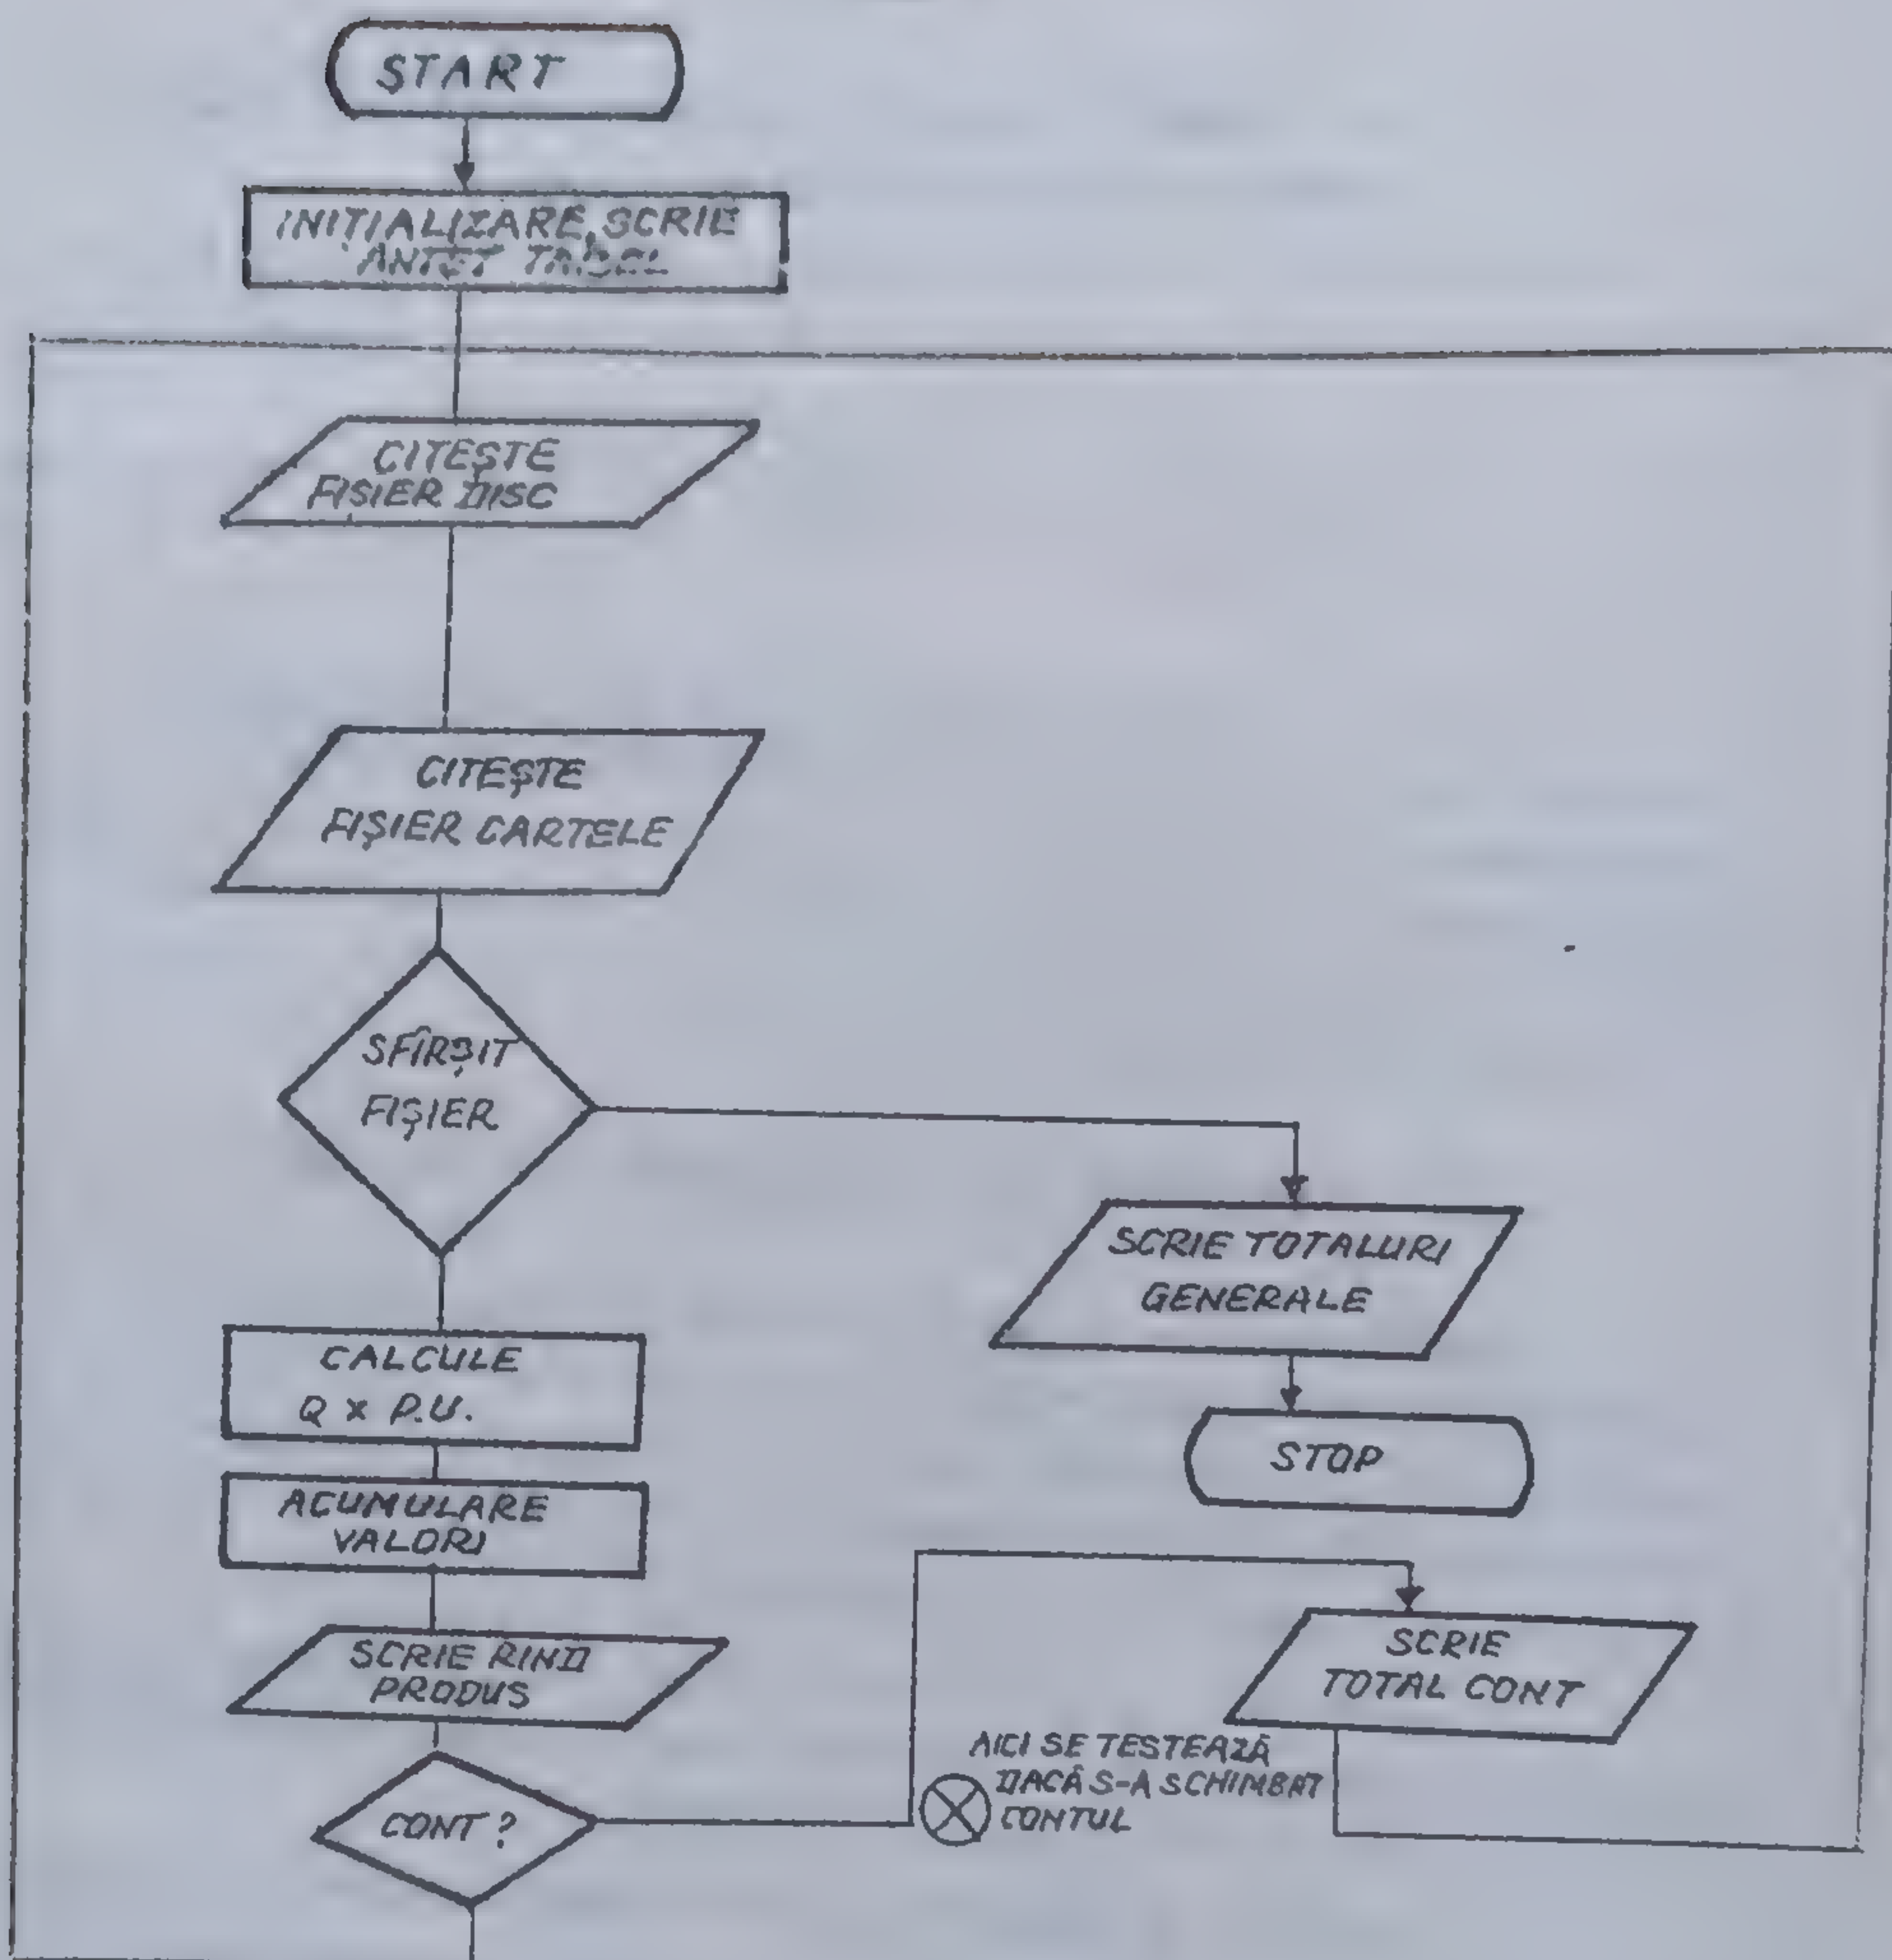 START
INIȚIALIZARE, SCRIE
ANTET TABEL
CITEȘTE
FIȘIER DISC
CITEȘTE
FIȘIER CARTELE
SFÎRȘIT
FIȘIER
SCRIE TOTALURI
GENERALE
CALCULE
Q x P.U.
STOP
ACUMULARE
VALORI
SCRIE RIND
PRODUS
SCRIE
TOTAL CONT
AICI SE TESTEAZĂ
DACĂ S-A SCHIMBAT
CONTUL
CONT ?